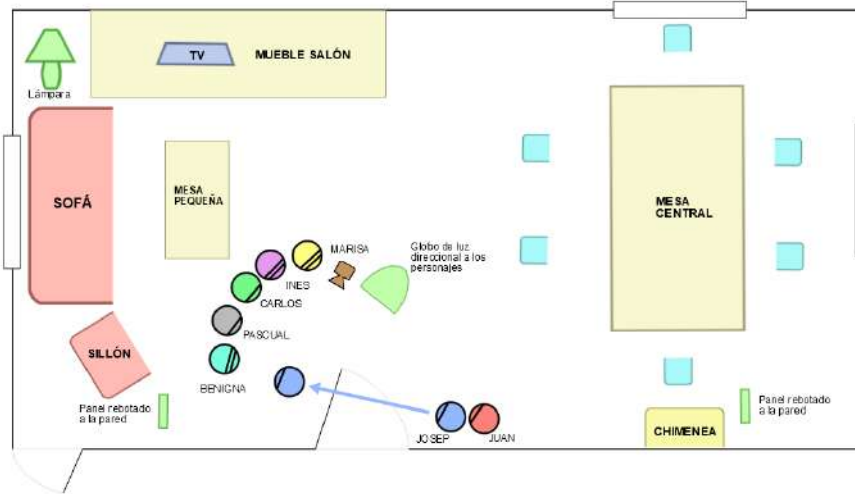 TV
MUEBLE SALÓN
Lámpara
SOFÁ
MESA
PEQUEÑA
MESA
CENTRAL
MARISA
Globo de luz
direccional a los
personajes
INES
CARLOS
PASCUAL
SILLÓN
BENIGNA
Panel rebotado
a la pared
JOSEP
JUAN
CHIMENEA
Panel rebotado
a la pared